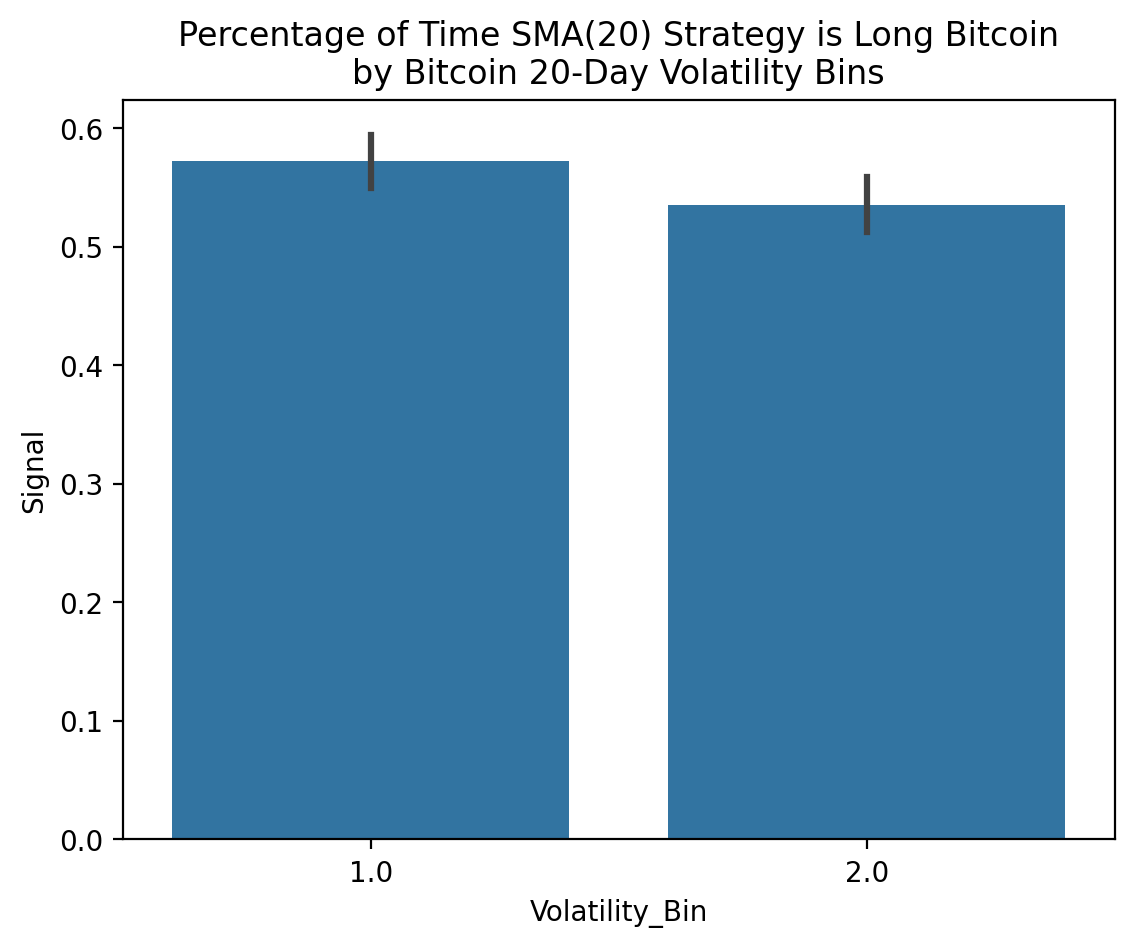 Percentage of Time SMA(20) Strategy is Long Bitcoin
by Bitcoin 20-Day Volatility Bins
0.6
0.5
0.4
0.3
0.2
0.1
0.0
Signal
1.0 2.0
Volatility_Bin